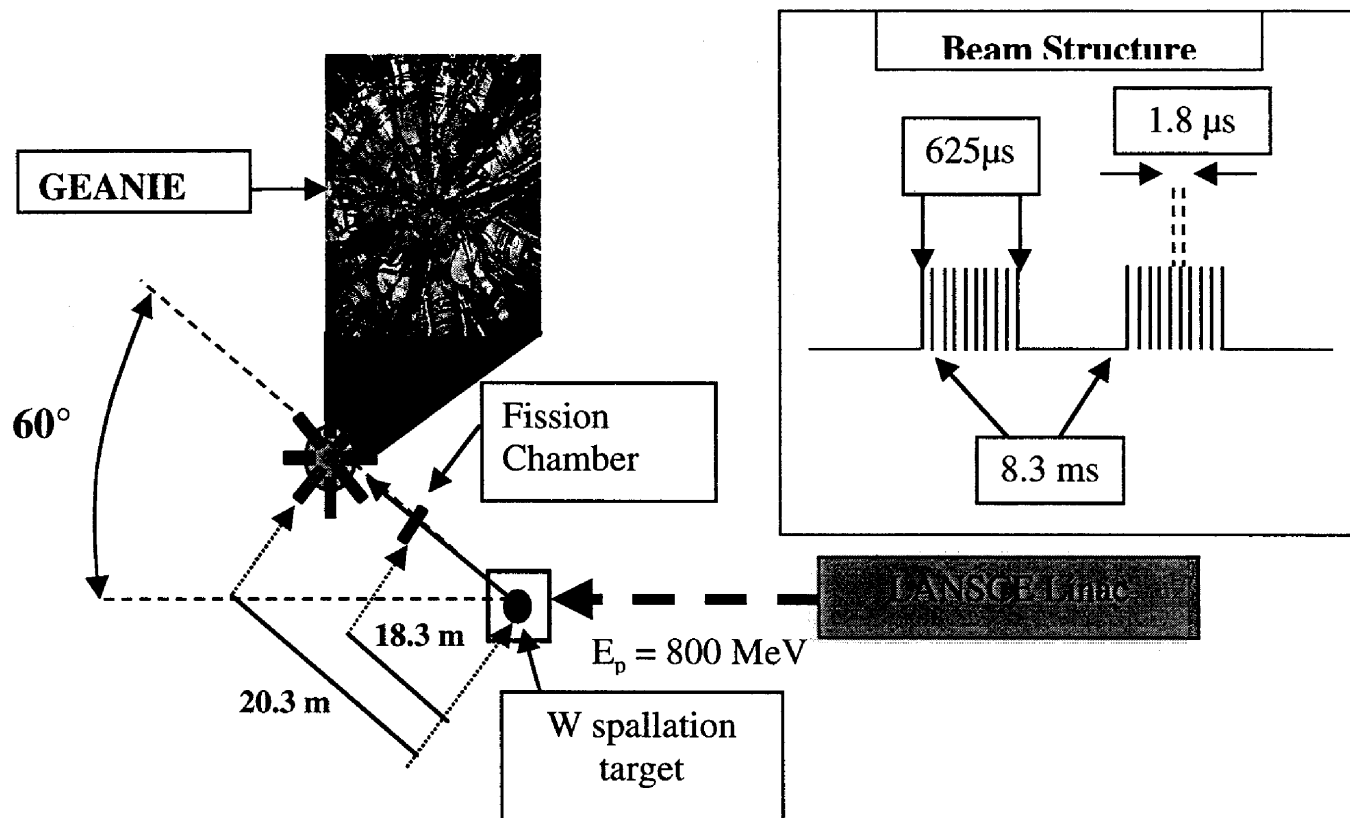 Beam Structure
625μs
1.8 μs
8.3 ms
GEANIE
60°
Fission
Chamber
18.3 m
20.3 m
E_p = 800 MeV
LANSCE Linac
W spallation
target